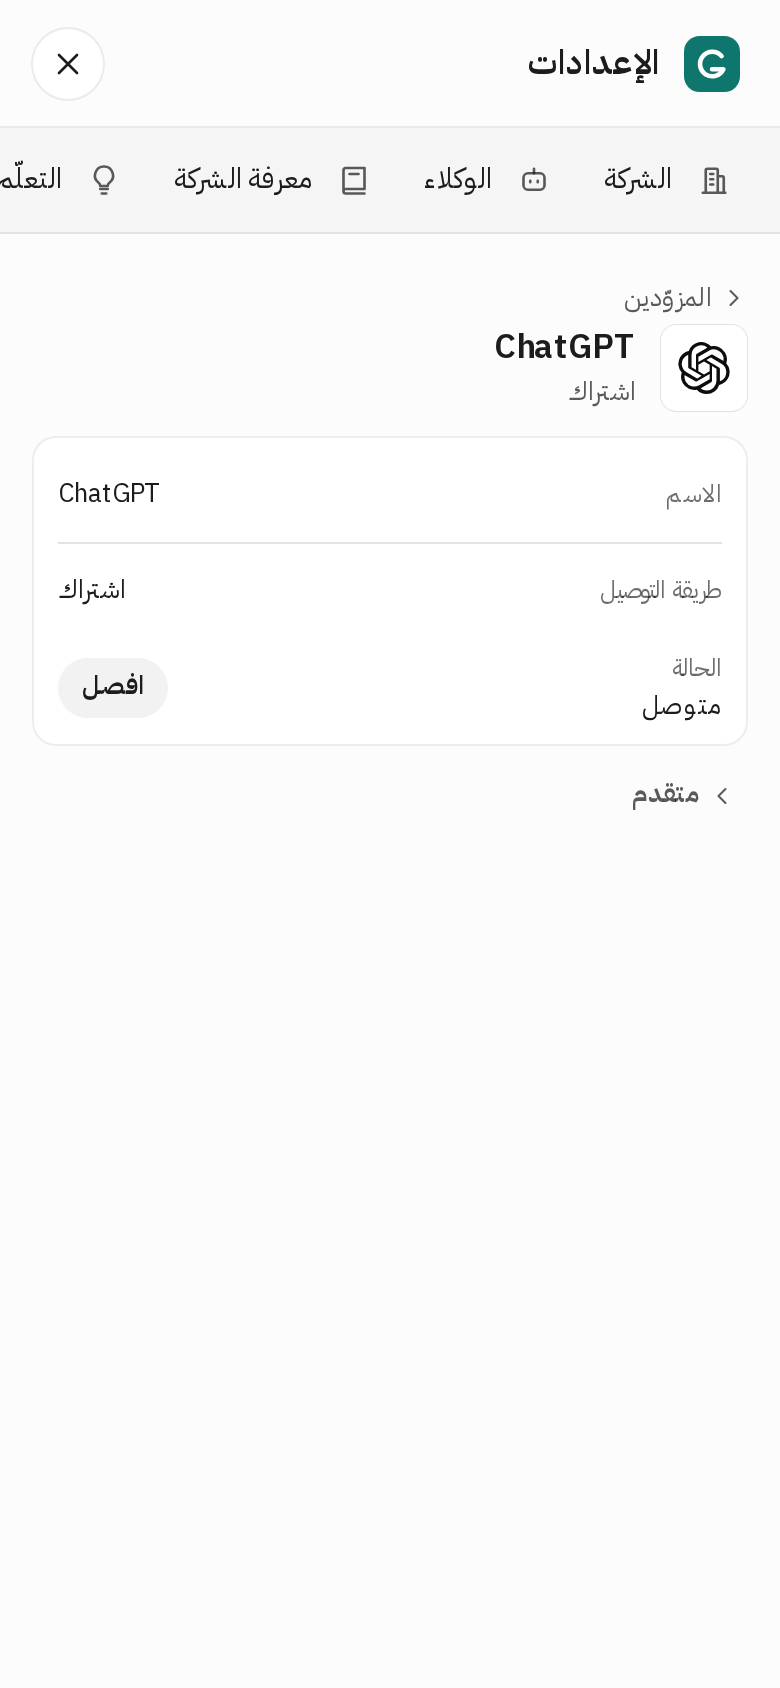 الإعدادات
الشركة
الوكلاء
معرفة الشركة
المزوّدين
ChatGPT
اشتراك
الاسم
ChatGPT
طريقة التوصيل
اشتراك
الحالة
متوصل
افصل
متقدم